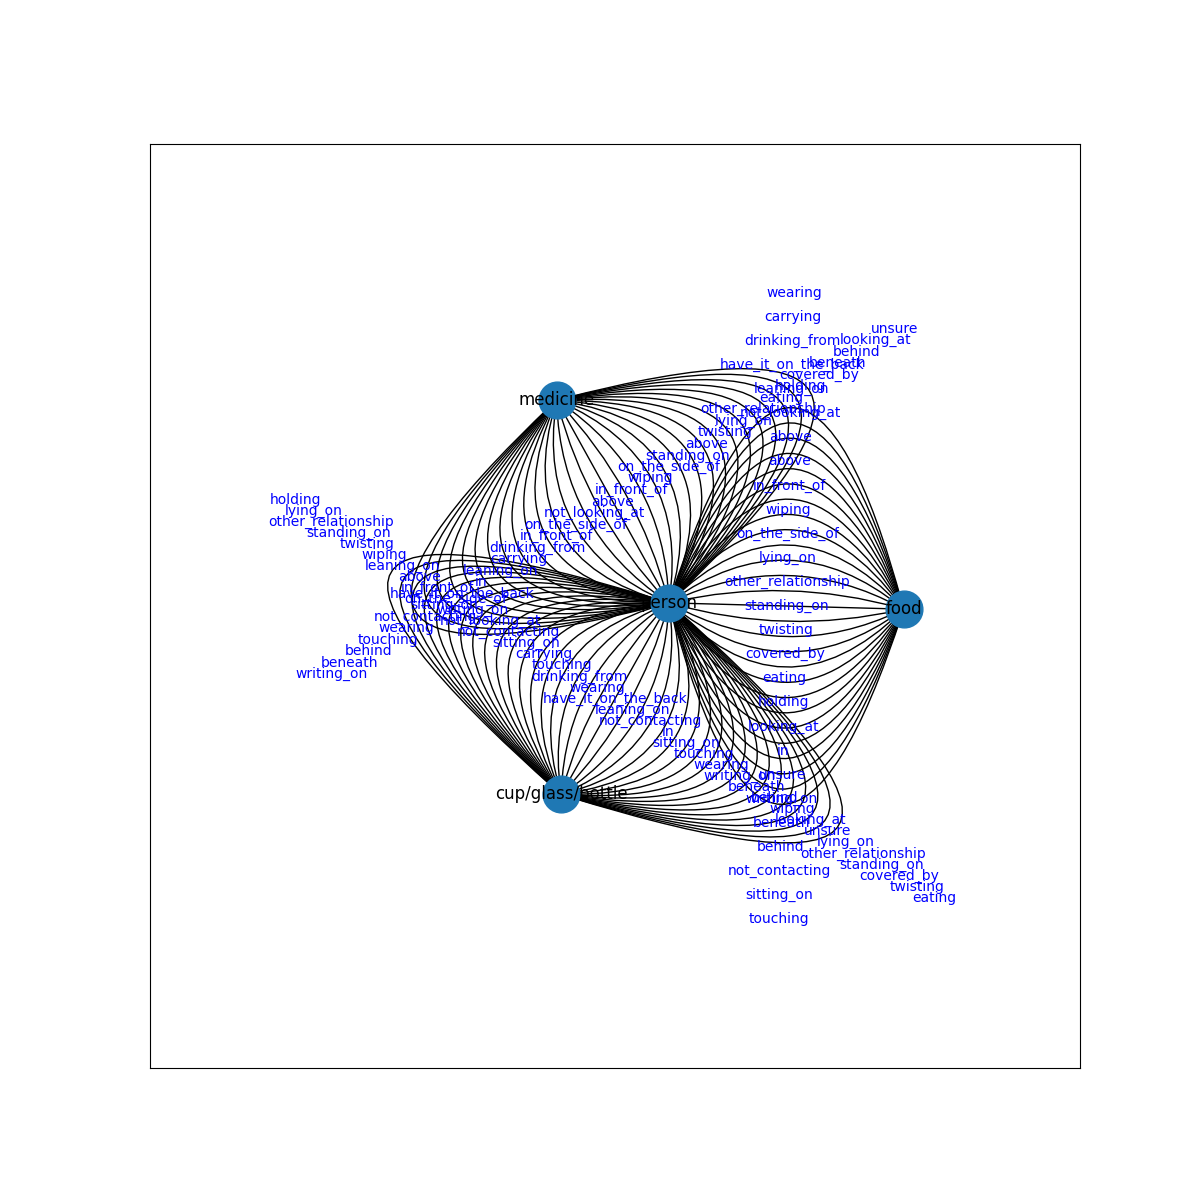 wearing
carrying
unsure
drinking_from
looking_at
behind
beneath
have_it_on_the_back
covered_by
holding
leaning_on
eating
medicine
other_relationship
not_looking_at
lying_on
twisting
above
above
standing_on
above
on_the_side_of
wiping
in_front_of
in_front_of
holding
above
wiping
lying_on
not_looking_at
other_relationship
on_the_side_of
standing_on
on_the_side_of
in_front_of
twisting
drinking_from
wiping
carrying
lying_on
leaning_on
leaning_on
above
in
other_relationship
in_front_of
have_it_on_the_back
on_the_side_of
person
standing_on
food
not_contacting
not_looking_at
wearing
not_contacting
twisting
touching
sitting_on
behind
carrying
covered_by
beneath
touching
writing_on
drinking_from
eating
wearing
have_it_on_the_back
holding
leaning_on
not_contacting
looking_at
in
sitting_on
in
touching
wearing
writing_on
unsure
beneath
cup/glass/bottle
behind
writing_on
wiping
looking_at
beneath
unsure
lying_on
behind
other_relationship
standing_on
not_contacting
covered_by
twisting
sitting_on
eating
touching